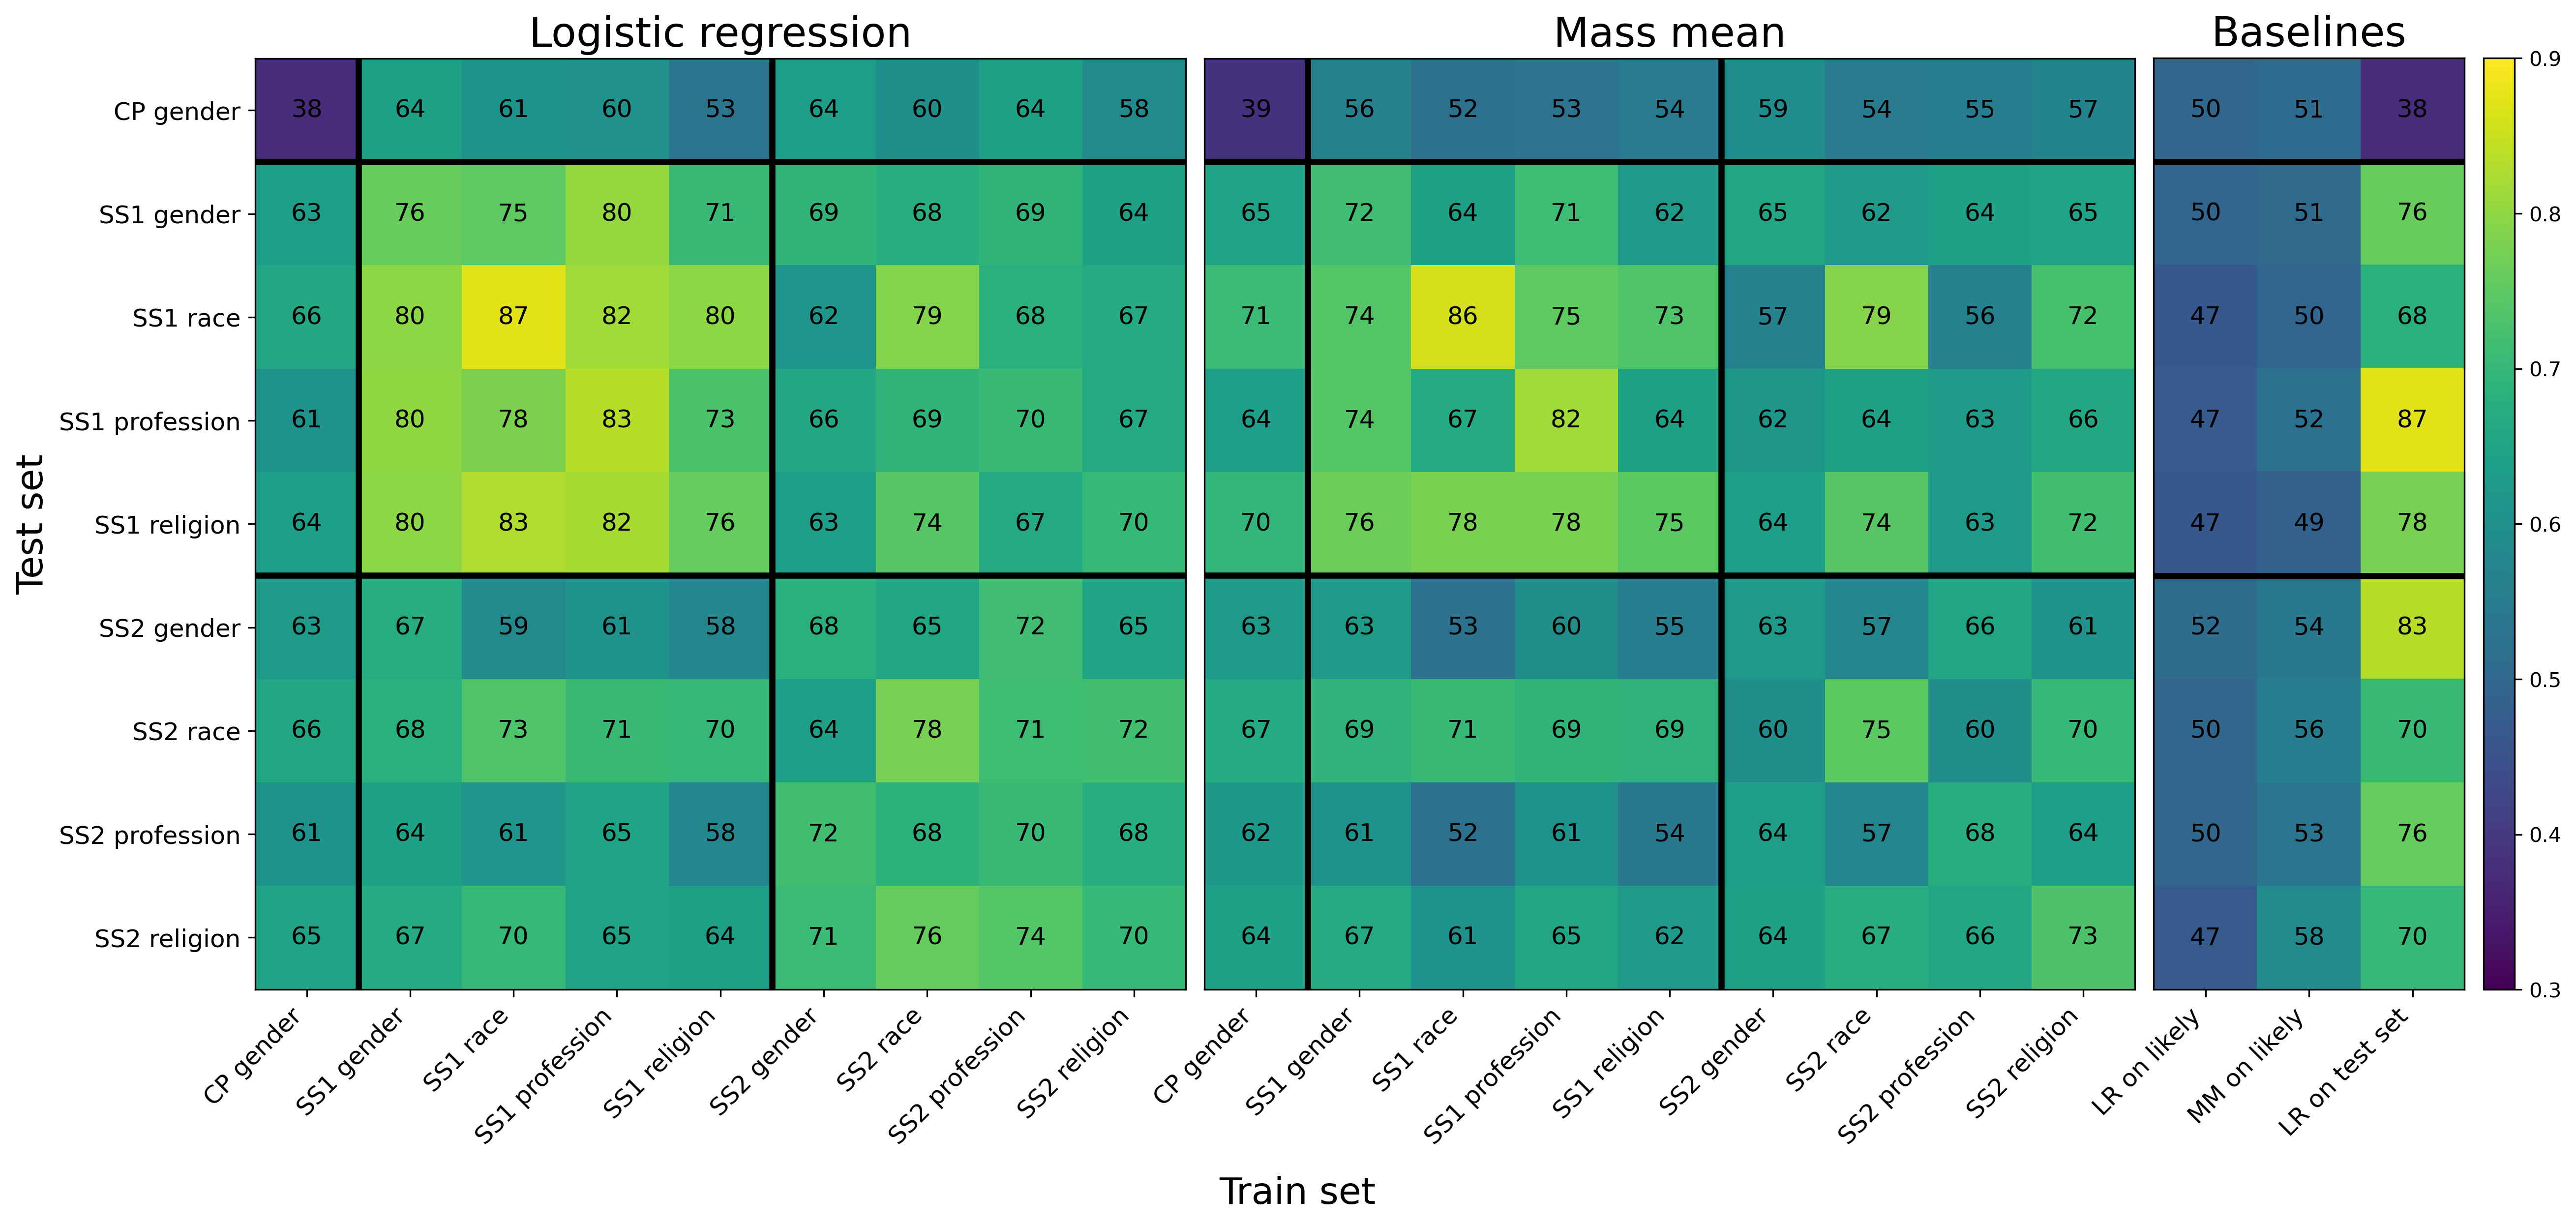 Logistic regression Mass mean Baselines
CP gender 38 64 61 60 53 64 60 64 58 39 56 52 53 54 59 54 55 57 50 51 38
SS1 gender 63 76 75 80 71 69 68 69 64 65 72 64 71 62 65 62 64 65 50 51 76
SS1 race 66 80 87 82 80 62 79 68 67 71 74 86 75 73 57 79 56 72 47 50 68
SS1 profession 61 80 78 83 73 66 69 70 67 64 74 67 82 64 62 64 63 66 47 52 87
SS1 religion 64 80 83 82 76 63 74 67 70 70 76 78 78 75 64 74 63 72 47 49 78
SS2 gender 63 67 59 61 58 68 65 72 65 63 63 53 60 55 63 57 66 61 52 54 83
SS2 race 66 68 73 71 70 64 78 71 72 67 69 71 69 69 60 75 60 70 50 56 70
SS2 profession 61 64 61 65 58 72 68 70 68 62 61 52 61 54 64 57 68 64 50 53 76
SS2 religion 65 67 70 65 64 71 76 74 70 64 67 61 65 62 64 67 66 73 47 58 70
Test set
CP gender SS1 gender SS1 race SS1 profession SS1 religion SS2 gender SS2 race SS2 profession SS2 religion
CP gender SS1 gender SS1 race SS1 profession SS1 religion SS2 gender SS2 race SS2 profession SS2 religion
LR on likely MM on likely LR on test set
Train set
0.9
0.8
0.7
0.6
0.5
0.4
0.3